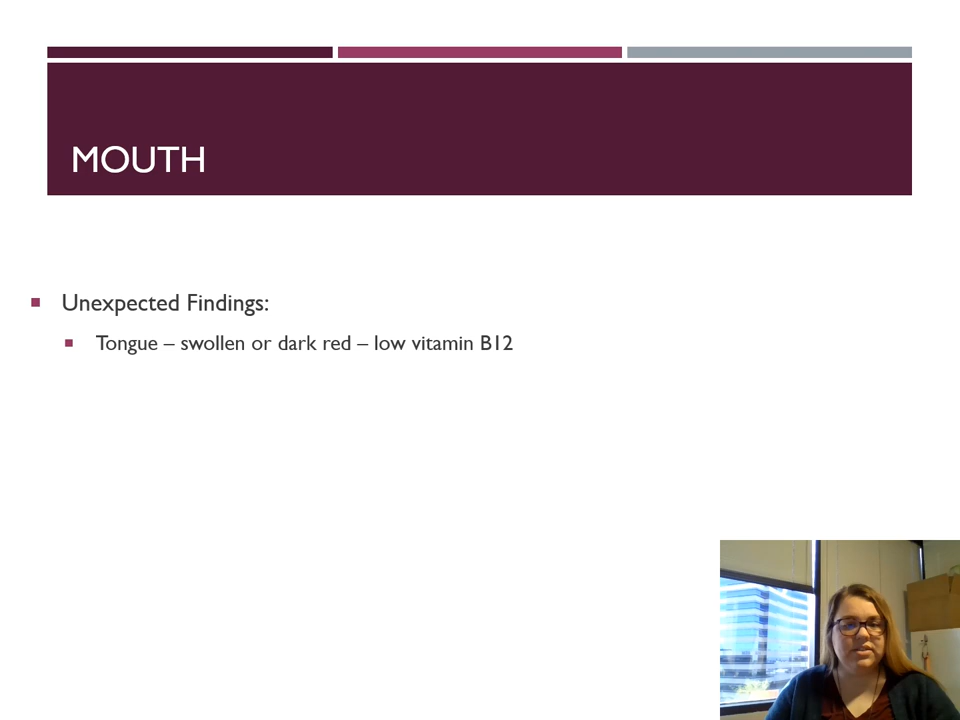 MOUTH
Unexpected Findings:
Tongue – swollen or dark red – low vitamin B12